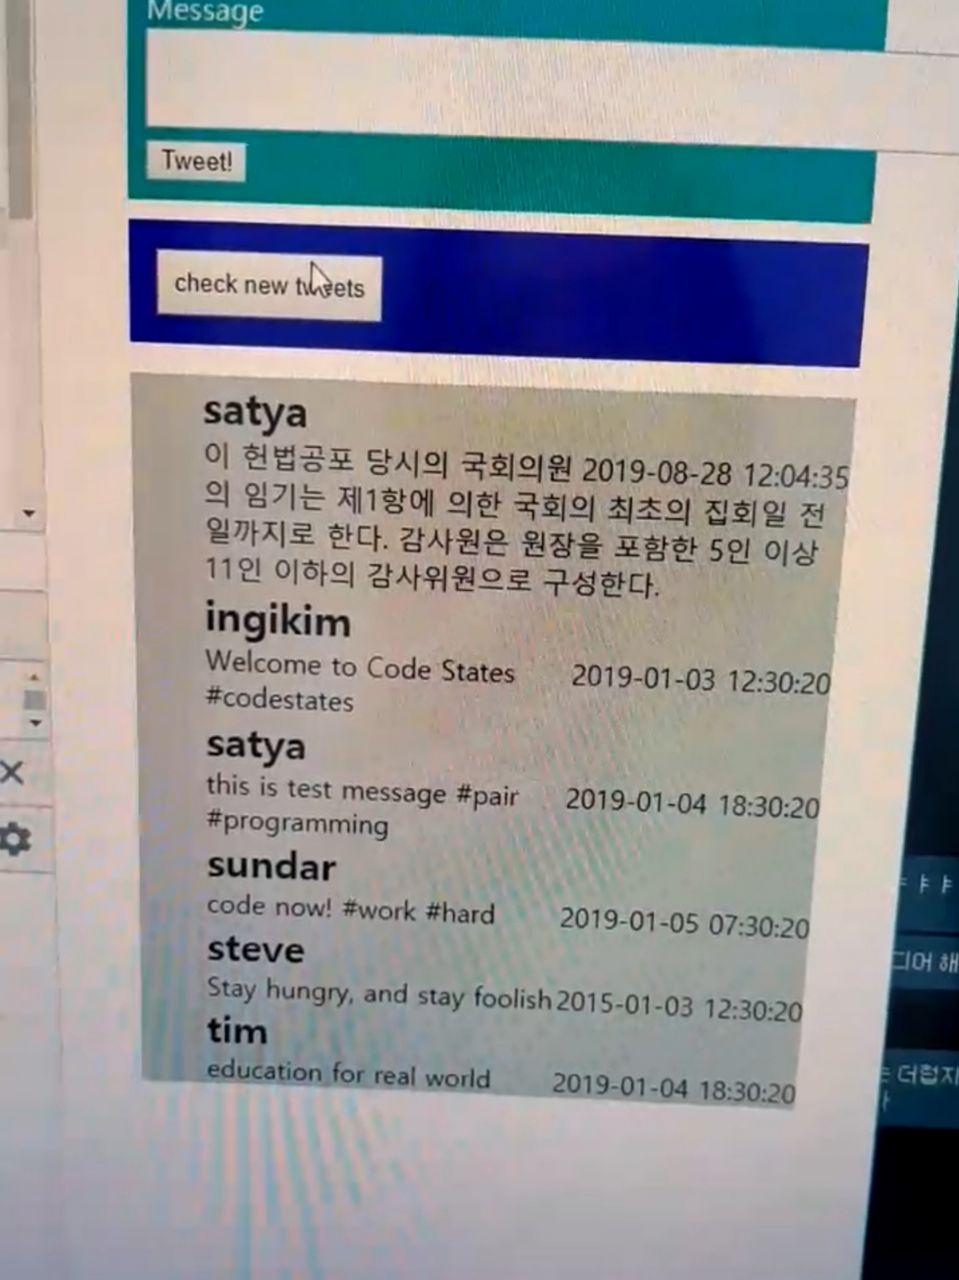 Message
Tweet!
check new tweets
satya
이 헌법공포 당시의 국회의원 2019-08-28 12:04:35
의 임기는 제1항에 의한 국회의 최초의 집회일 전
일까지로 한다. 감사원은 원장을 포함한 5인 이상
11인 이하의 감사위원으로 구성한다.
ingikim
Welcome to Code States 2019-01-03 12:30:20
#codestates
satya
this is test message #pair 2019-01-04 18:30:20
#programming
sundar
code now! #work #hard 2019-01-05 07:30:20
steve
Stay hungry, and stay foolish 2015-01-03 12:30:20
tim
education for real world 2019-01-04 18:30:20
디어 해
더럽지